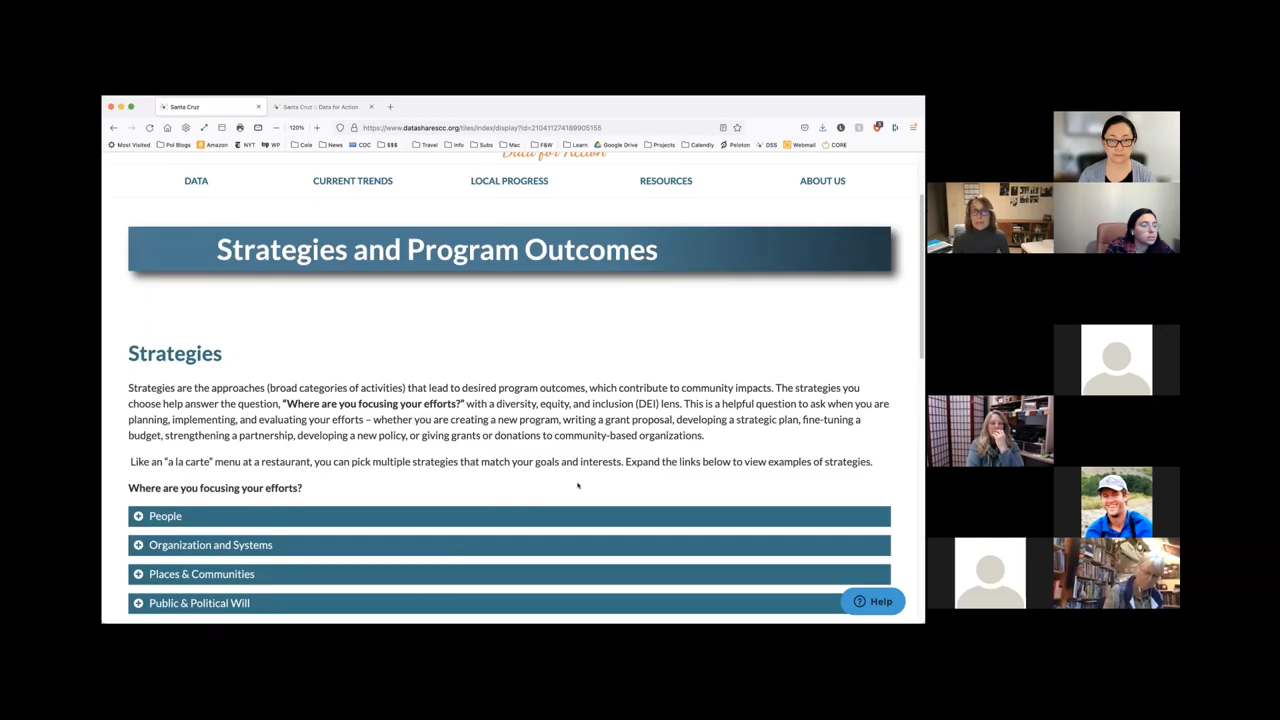 Santa Cruz
Santa Cruz :: Data for Action
120%
https://www.datasharescc.org/tiles/index/display?id=210411274189905155
Most Visited Pol Blogs Amazon NYT WP Cole News CDC $$$ Travel Info Subs Mac F&W Learn Google Drive Projects Calendly Peloton DSS Webmail CORE
Data for Action
DATA CURRENT TRENDS LOCAL PROGRESS RESOURCES ABOUT US
Strategies and Program Outcomes
Strategies
Strategies are the approaches (broad categories of activities) that lead to desired program outcomes, which contribute to community impacts. The strategies you
choose help answer the question, “Where are you focusing your efforts?” with a diversity, equity, and inclusion (DEI) lens. This is a helpful question to ask when you are
planning, implementing, and evaluating your efforts – whether you are creating a new program, writing a grant proposal, developing a strategic plan, fine-tuning a
budget, strengthening a partnership, developing a new policy, or giving grants or donations to community-based organizations.
Like an “a la carte” menu at a restaurant, you can pick multiple strategies that match your goals and interests. Expand the links below to view examples of strategies.
Where are you focusing your efforts?
People
Organization and Systems
Places & Communities
Public & Political Will
Help